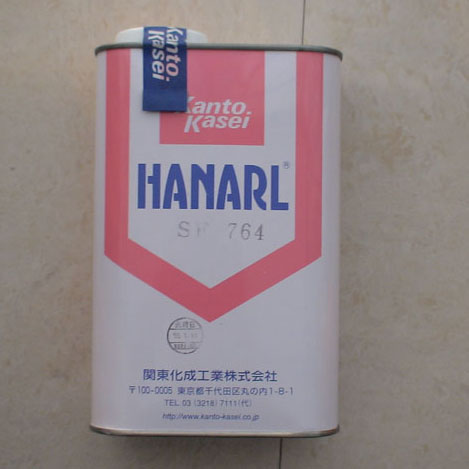 Kanto
Kasei
Kanto
Kasei
HANARL®
関東化成工業株式会社
〒100-0005 東京都千代田区丸の内1-8-1
TEL 03 (3218) 7111 (代)
http://www.kanto-kasei.co.jp
764